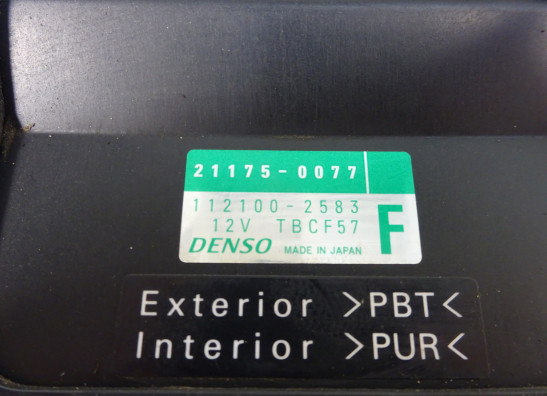 21175-0077
112100-2583
12V TBCF57
F
DENSO MADE IN JAPAN
Exterior >PBT<
Interior >PUR<